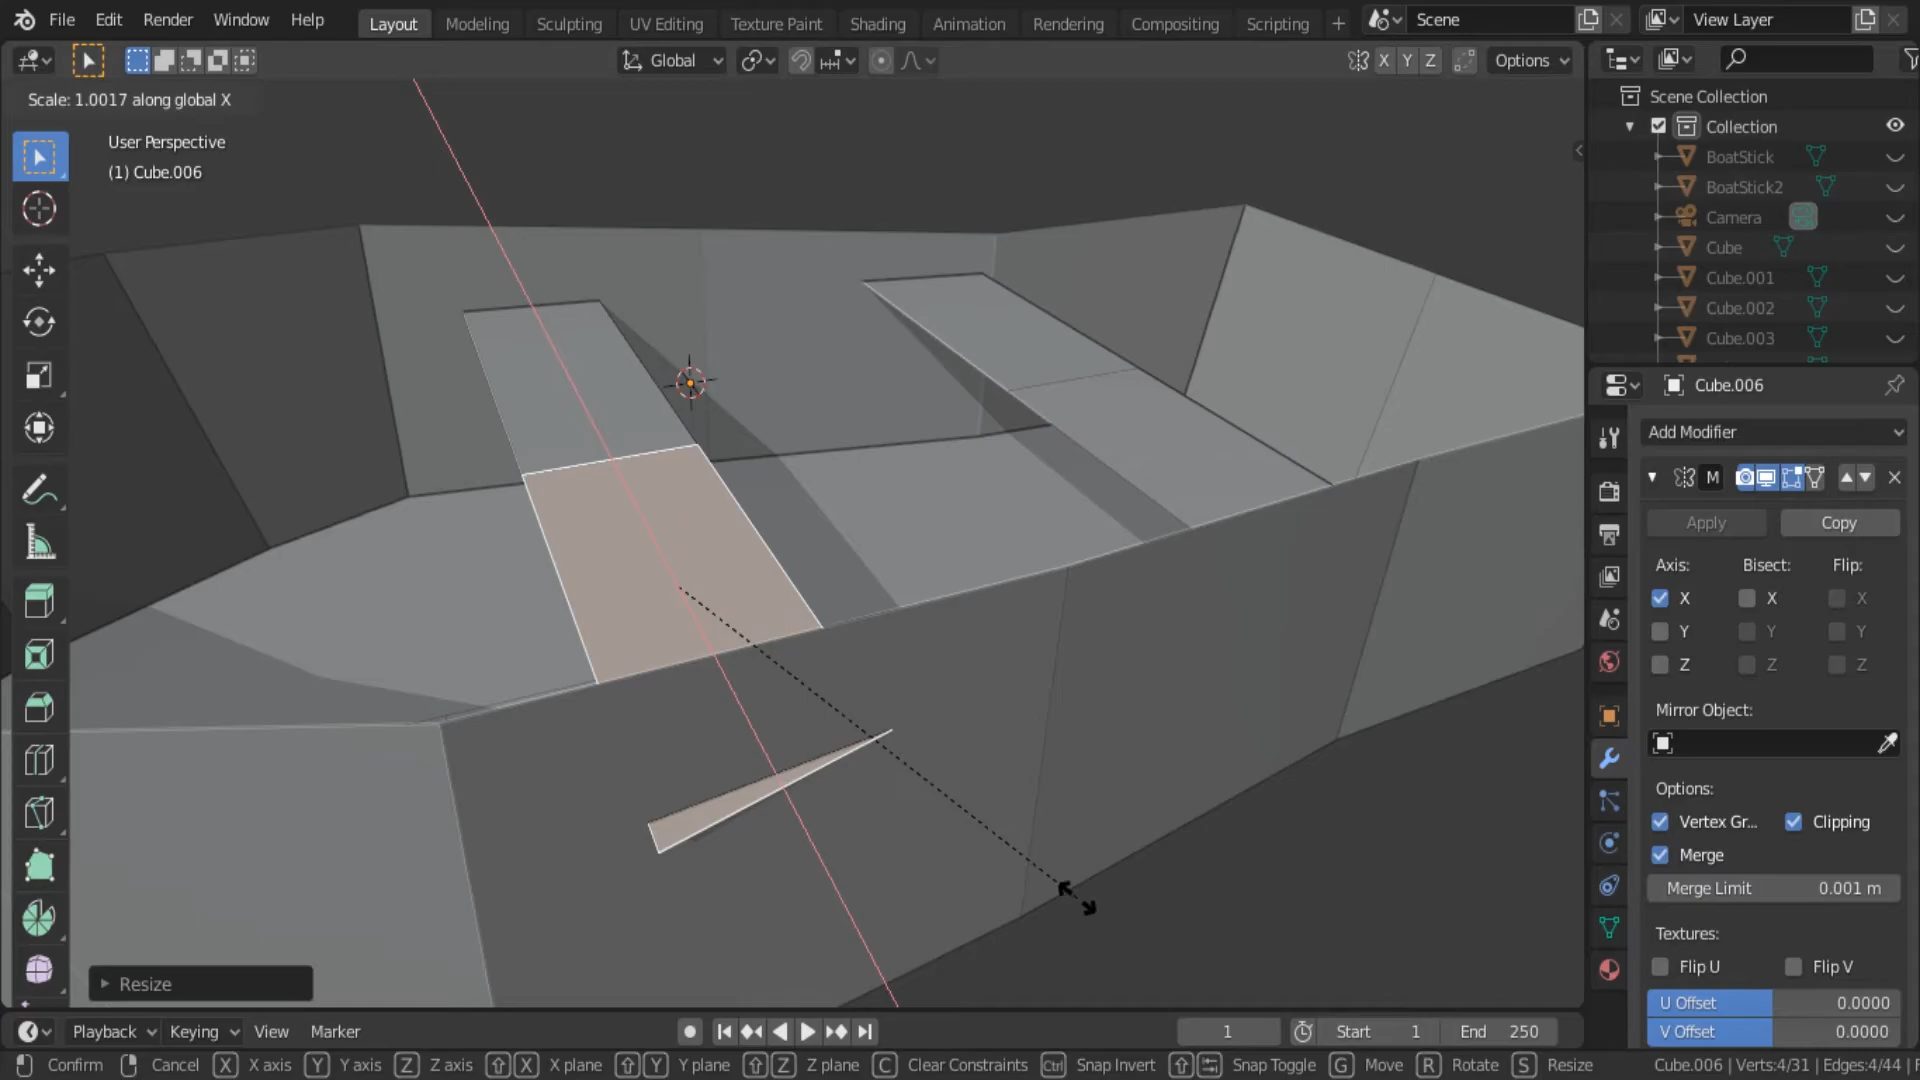 File Edit Render Window Help Layout Modeling Sculpting UV Editing Texture Paint Shading Animation Rendering Compositing Scripting + Scene View Layer
Global X Y Z Options
Scale: 1.0017 along global X
User Perspective
(1) Cube.006
Scene Collection
Collection
BoatStick
BoatStick2
Camera
Cube
Cube.001
Cube.002
Cube.003
Cube.006
Add Modifier
M
Apply Copy
Axis: Bisect: Flip:
X X X
Y Y Y
Z Z Z
Mirror Object:
Options:
Vertex Gr... Clipping
Merge
Merge Limit 0.001 m
Textures:
Flip U Flip V
U Offset 0.0000
V Offset 0.0000
Resize
Playback Keying View Marker 1 Start 1 End 250
Confirm Cancel X X axis Y Y axis Z Z axis X X plane Y Y plane Z Z plane C Clear Constraints Ctrl Snap Invert Snap Toggle G Move R Rotate S Resize Cube.006 | Verts:4/31 | Edges:4/44 |